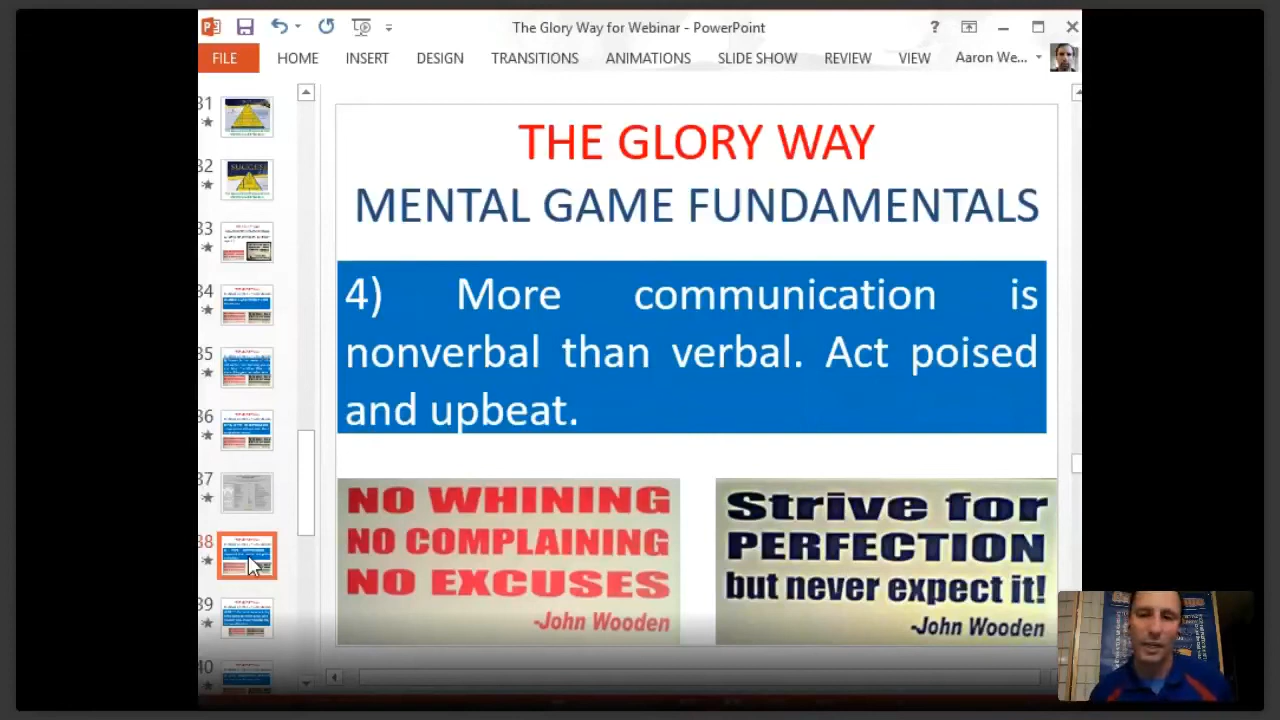 The Glory Way for Webinar - PowerPoint
?
FILE HOME INSERT DESIGN TRANSITIONS ANIMATIONS SLIDE SHOW REVIEW VIEW Aaron We...
31
32
33
34
35
36
37
38
39
40
THE GLORY WAY
MENTAL GAME FUNDAMENTALS
4) More communication is
nonverbal than verbal. Act poised
and upbeat.
NO WHINING
NO COMPLAINING
NO EXCUSES
-John Wooden
Strive for
PERFECTION
but never expect it!
-John Wooden